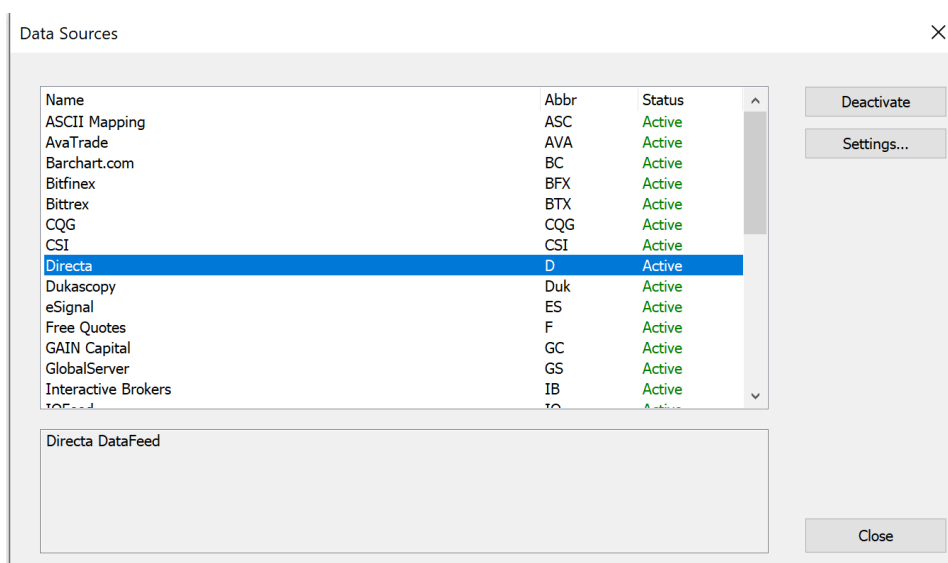 Data Sources
Name Abbr Status
ASCII Mapping ASC Active
AvaTrade AVA Active
Barchart.com BC Active
Bitfinex BFX Active
Bittrex BTX Active
CQG CQG Active
CSI CSI Active
Directa D Active
Dukascopy Duk Active
eSignal ES Active
Free Quotes F Active
GAIN Capital GC Active
GlobalServer GS Active
Interactive Brokers IB Active
Directa DataFeed
Deactivate
Settings...
Close